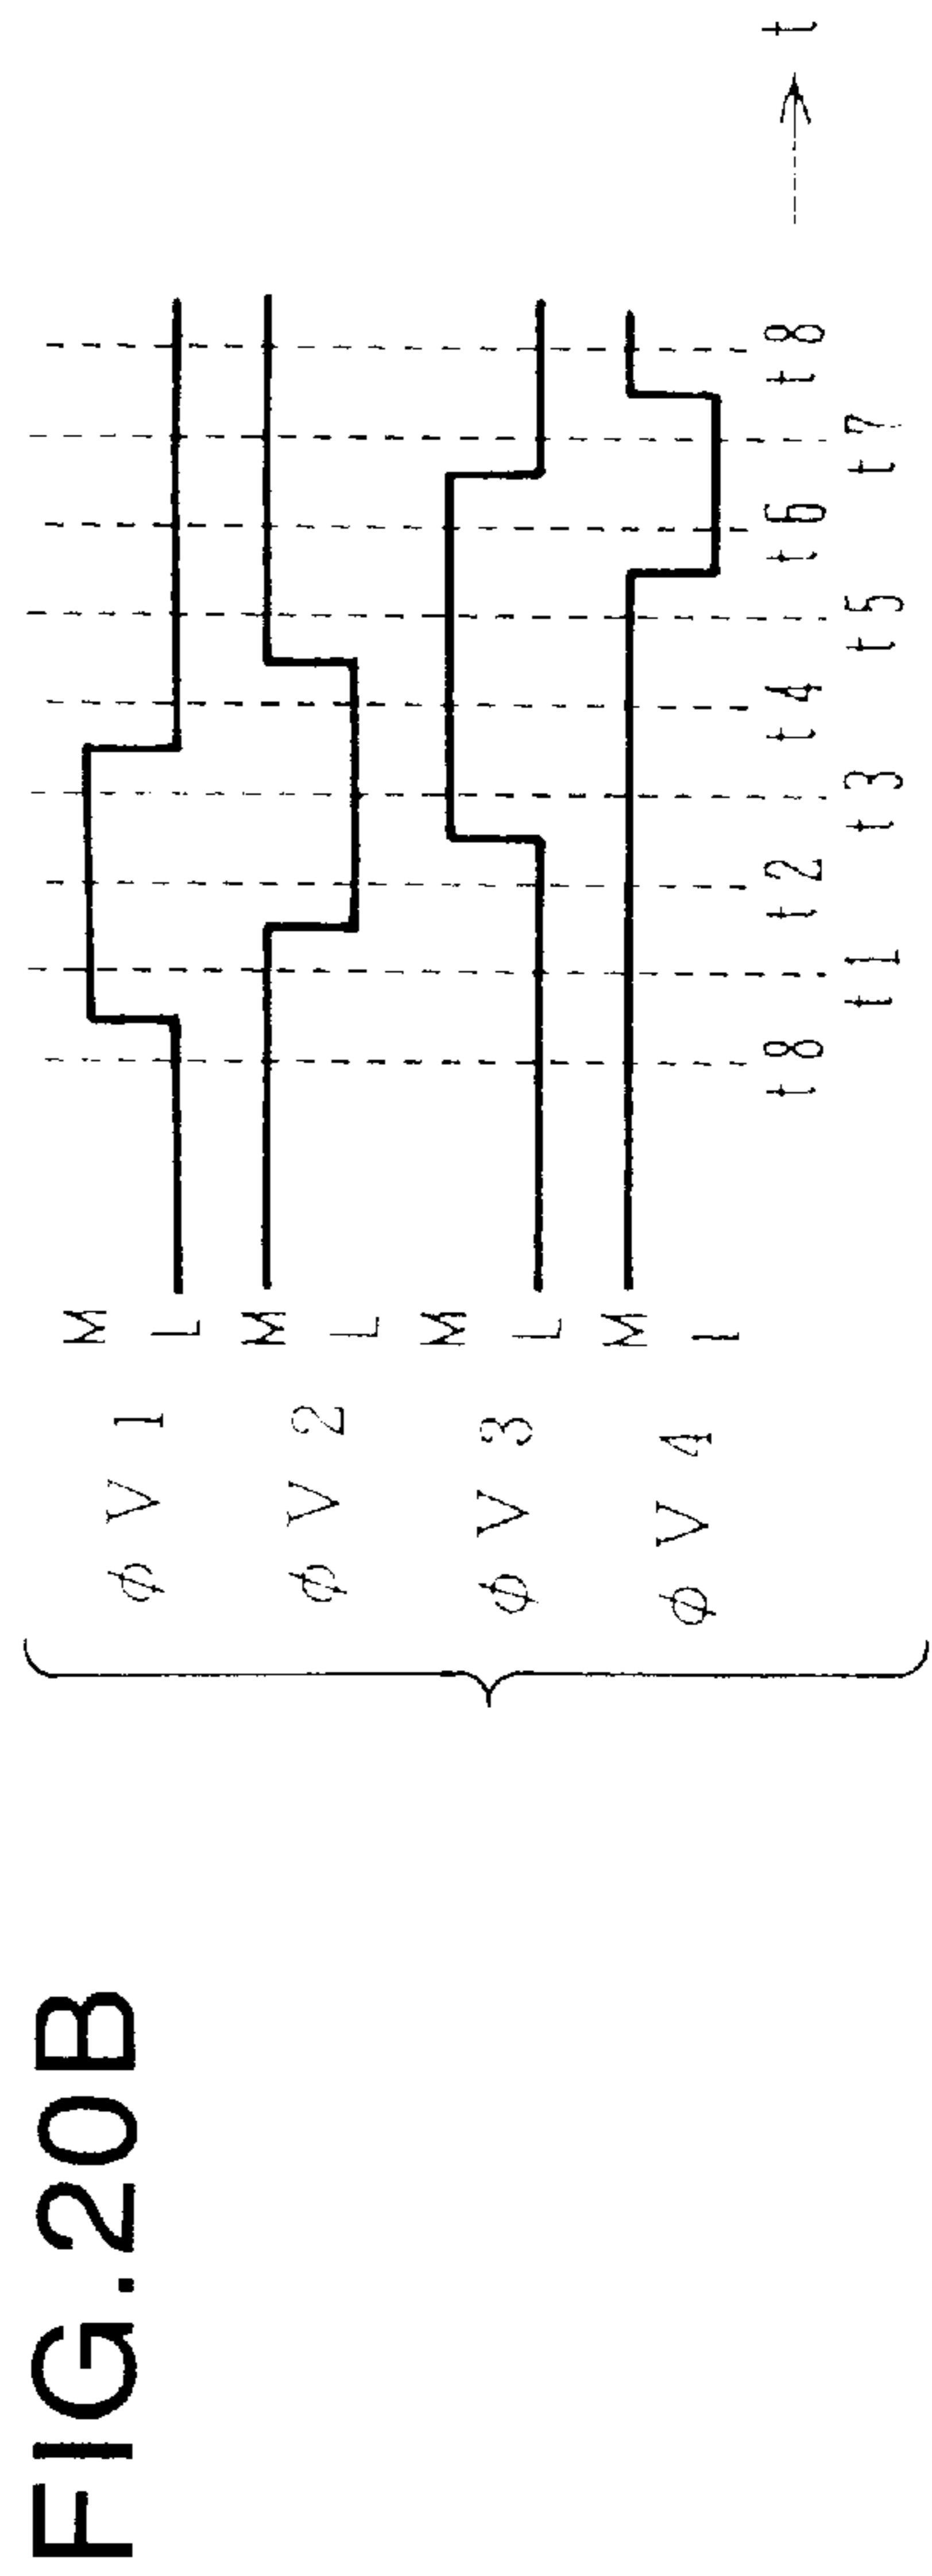 FIG.20B
φV1 M
L
φV2 M
L
φV3 M
L
φV4 M
L
t8 t1 t2 t3 t4 t5 t6 t7 t8
t